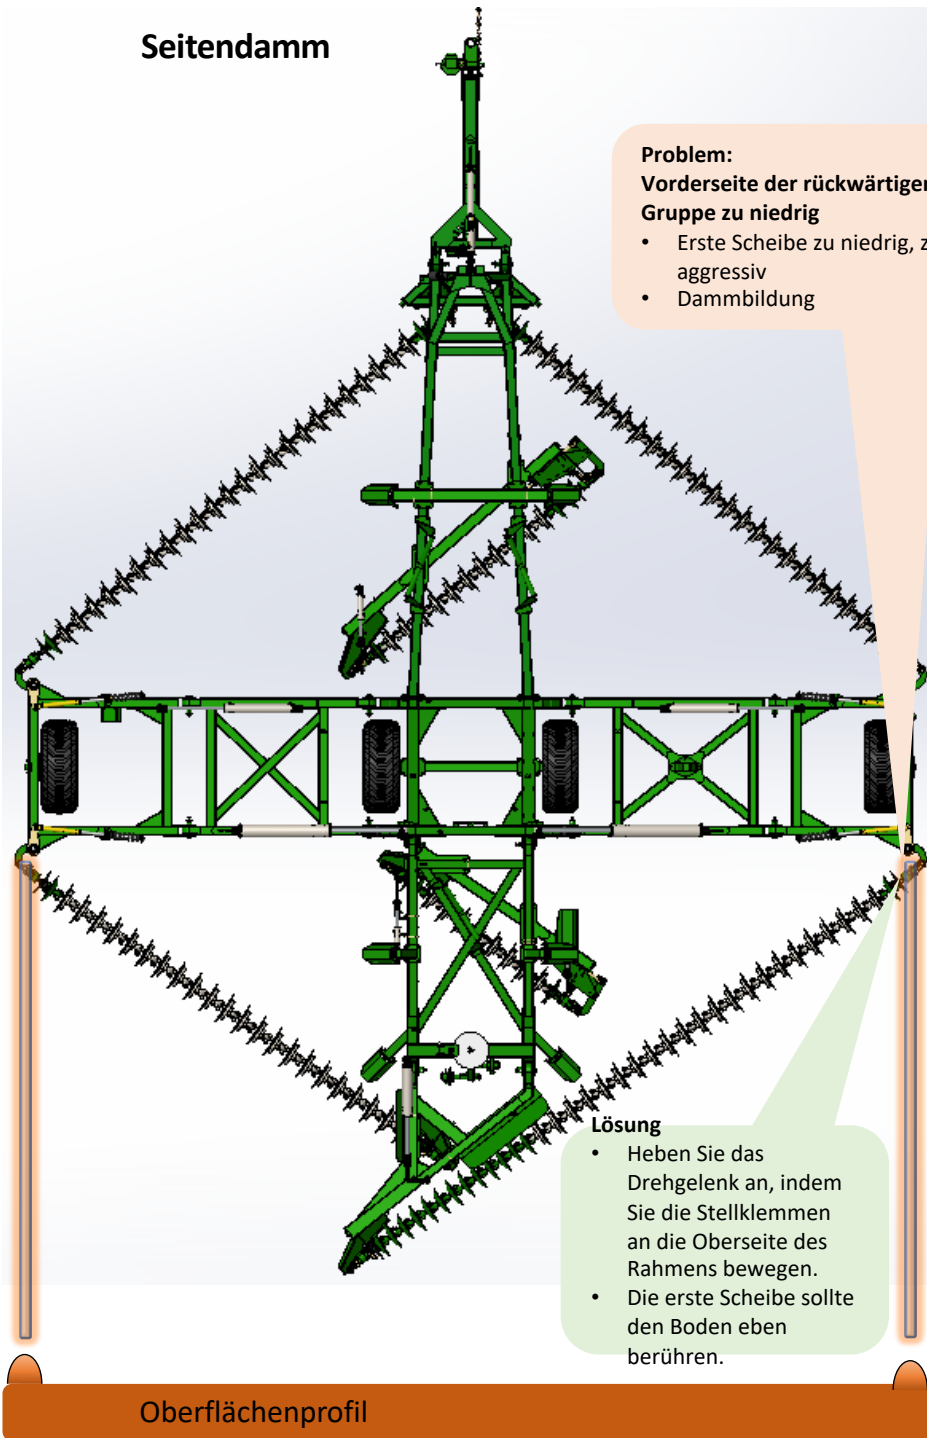 Seitendamm
Problem:
Vorderseite der rückwärtigen
Gruppe zu niedrig
• Erste Scheibe zu niedrig, z
aggressiv
• Dammbildung
Lösung
• Heben Sie das
Drehgelenk an, indem
Sie die Stellklemmen
an die Oberseite des
Rahmens bewegen.
• Die erste Scheibe sollte
den Boden eben
berühren.
Oberflächenprofil